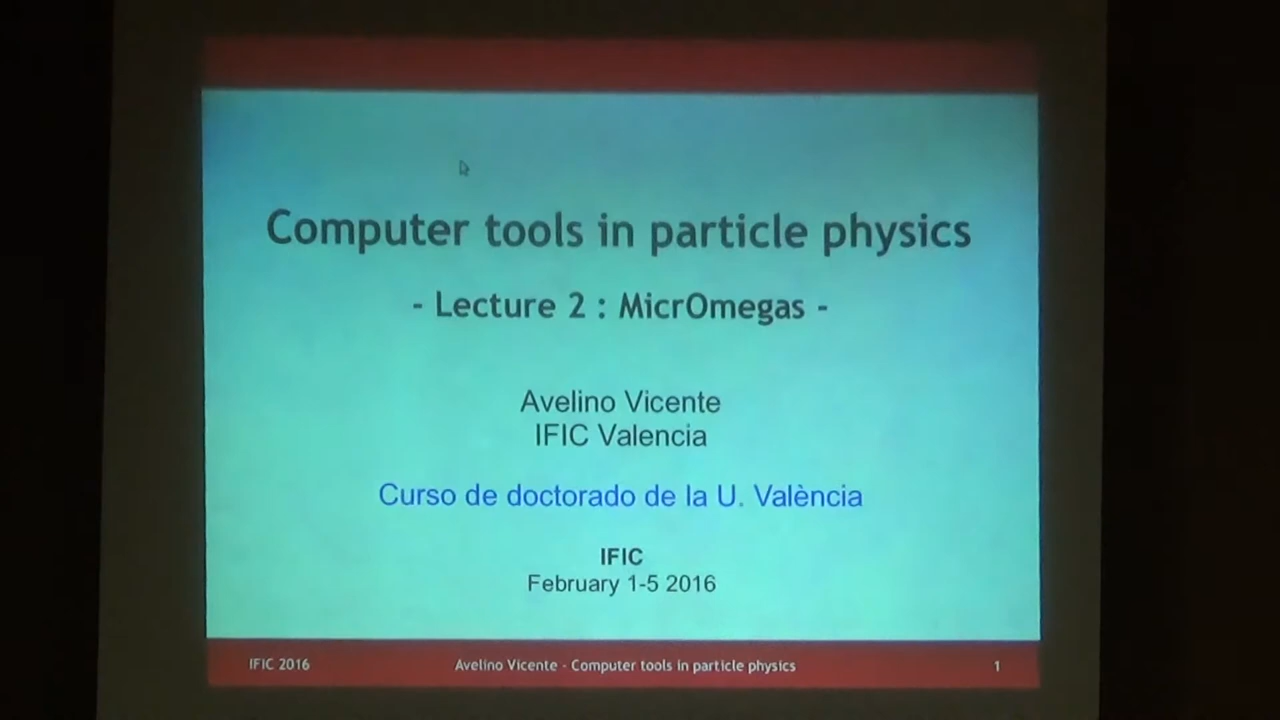 Computer tools in particle physics
- Lecture 2 : MicrOmegas -
Avelino Vicente
IFIC Valencia
Curso de doctorado de la U. València
IFIC
February 1-5 2016
IFIC 2016
Avelino Vicente - Computer tools in particle physics
1